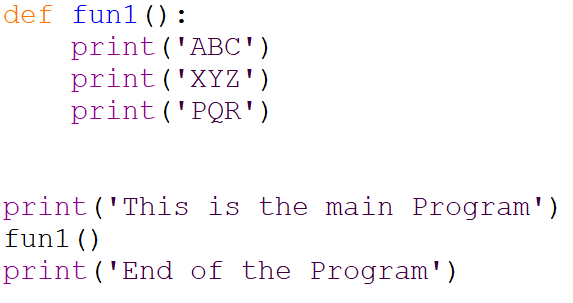 def fun1():
    print('ABC')
    print('XYZ')
    print('PQR')
print('This is the main Program')
fun1()
print('End of the Program')